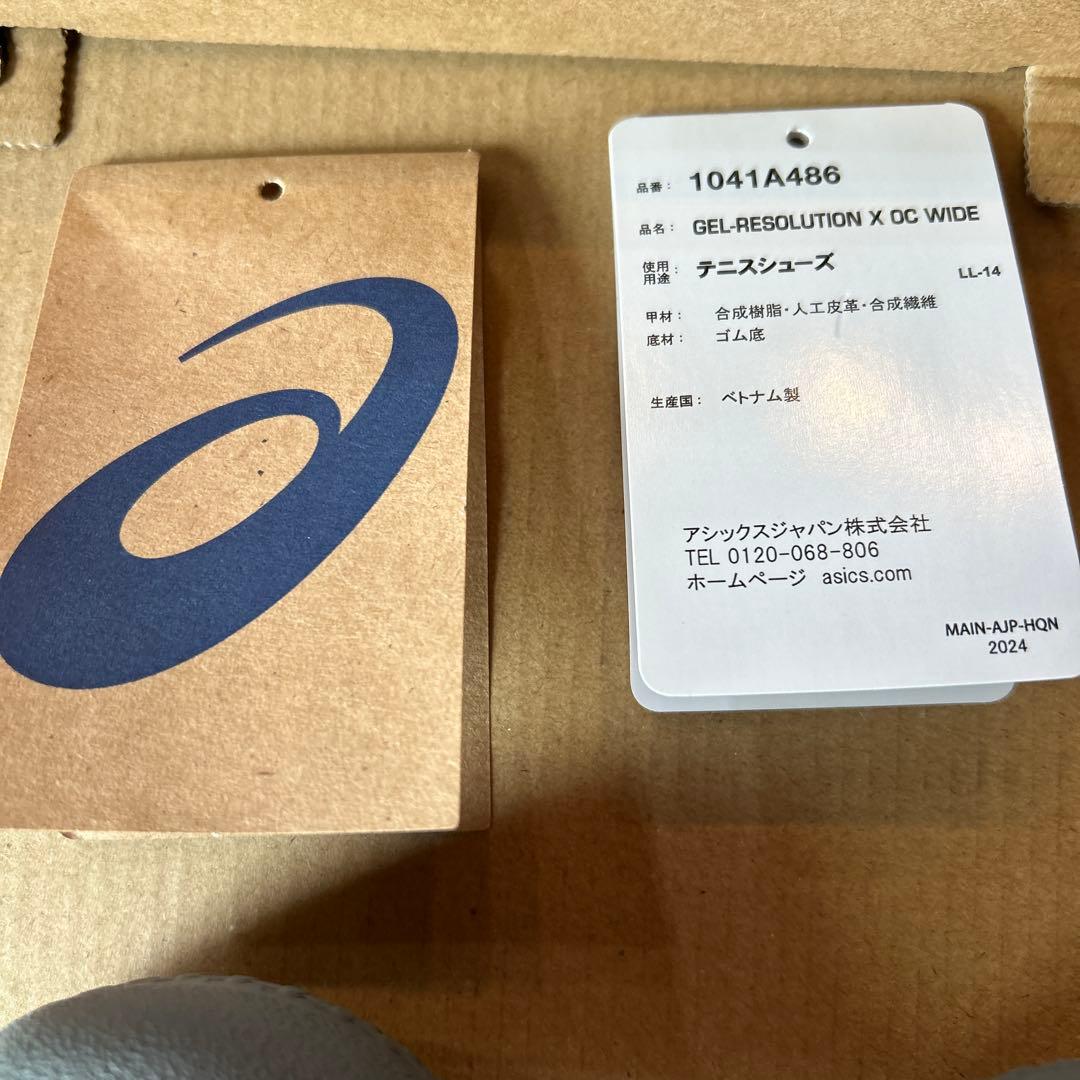 品番： 1041A486
品名： GEL-RESOLUTION X OC WIDE
使用用途： テニスシューズ
LL-14
甲材： 合成樹脂・人工皮革・合成繊維
底材： ゴム底
生産国： ベトナム製
アシックスジャパン株式会社
TEL 0120-068-806
ホームページ asics.com
MAIN-AJP-HQN
2024